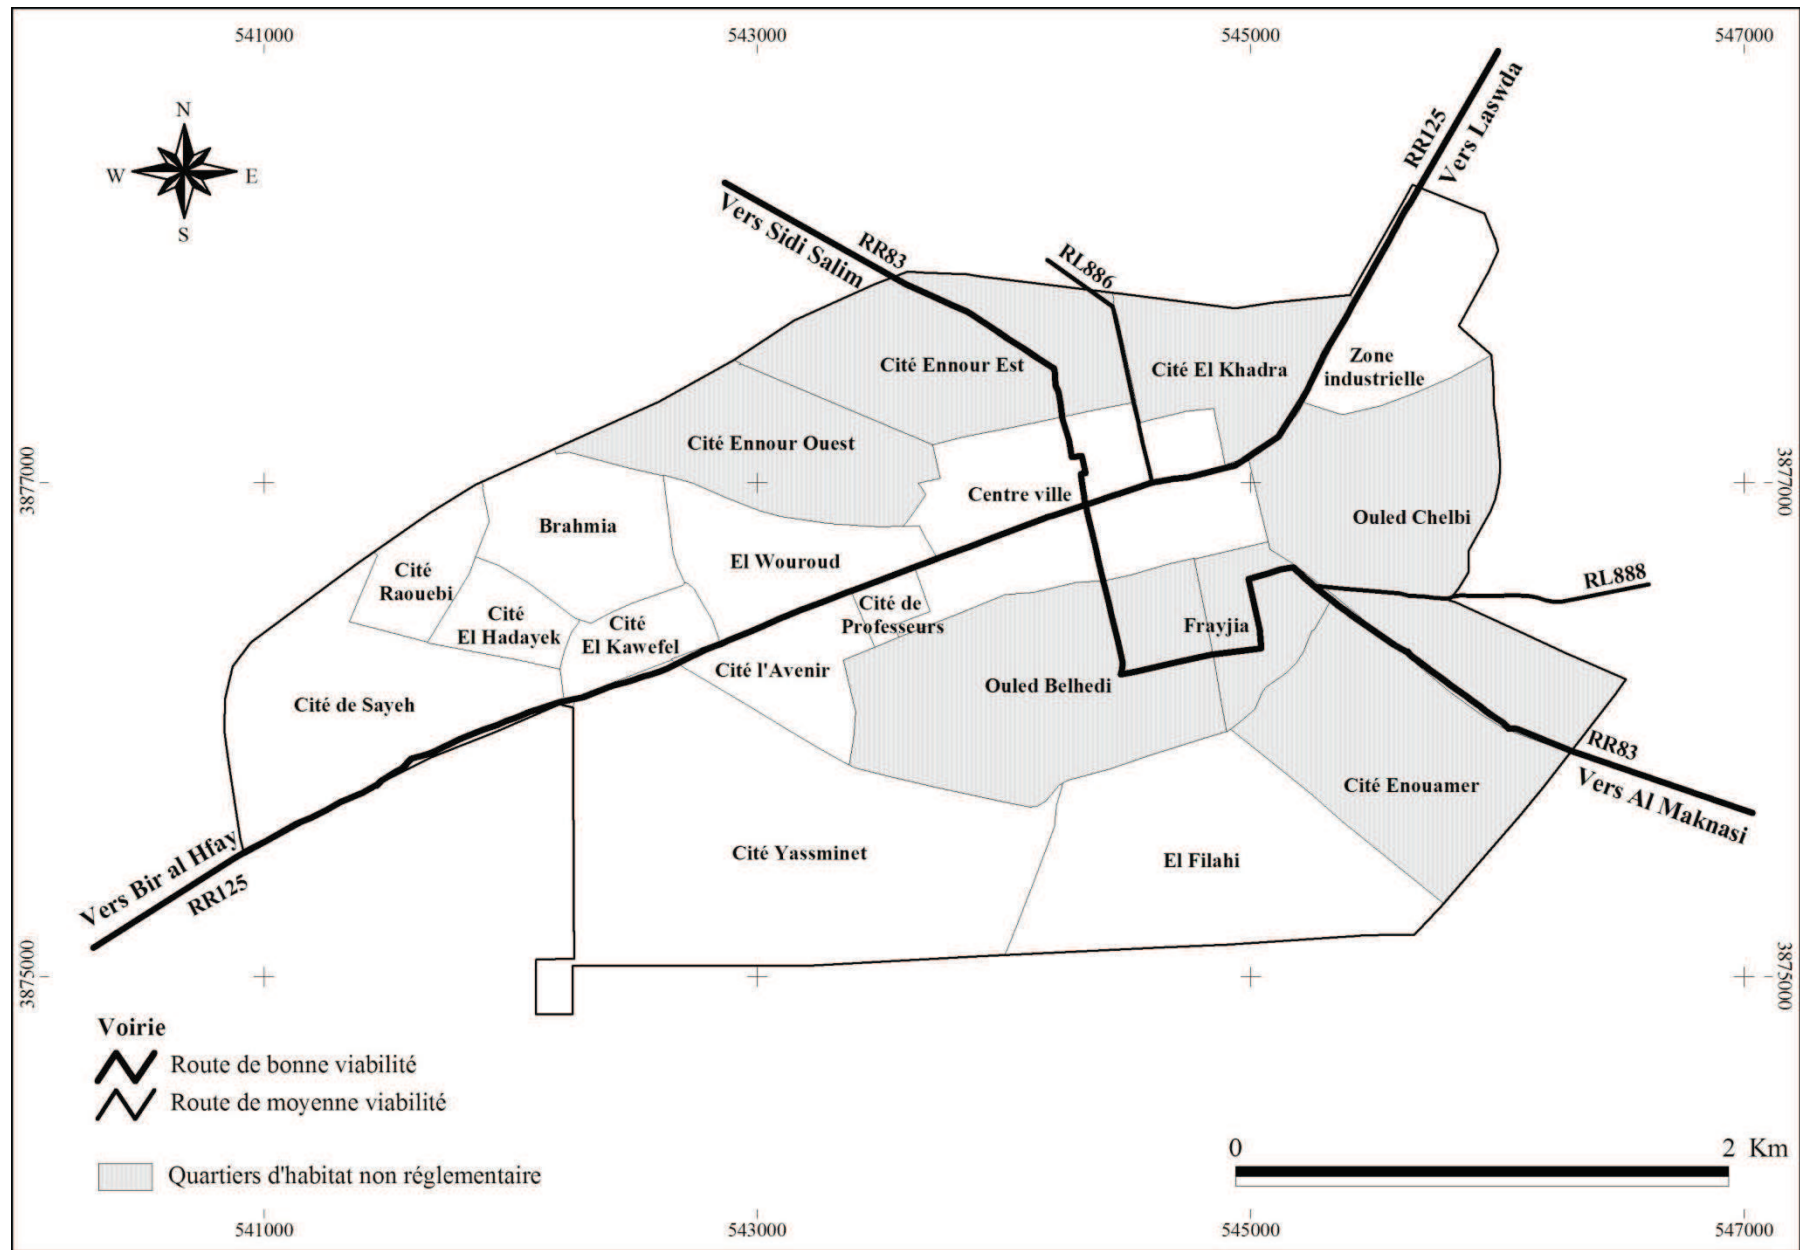 541000
543000
545000
547000
N
W
E
S
RR125
Vers Laswda
Vers Sidi Salim
RR83
RL886
Cité Ennour Est
Cité El Khadra
Zone
industrielle
Cité Ennour Ouest
3877000
3877000
Centre ville
Ouled Chelbi
Brahmia
El Wouroud
Cité
Raouebi
RL888
Cité
El Hadayek
Cité
El Kawefel
Cité de
Professeurs
Frayjia
Cité l'Avenir
Ouled Belhedi
Cité de Sayeh
RR83
Vers Al Maknasi
Cité Enouamer
Cité Yassminet
El Filahi
Vers Bir al Hfay
RR125
3875000
3875000
Voirie
Route de bonne viabilité
Route de moyenne viabilité
Quartiers d'habitat non réglementaire
0
2 Km
541000
543000
545000
547000